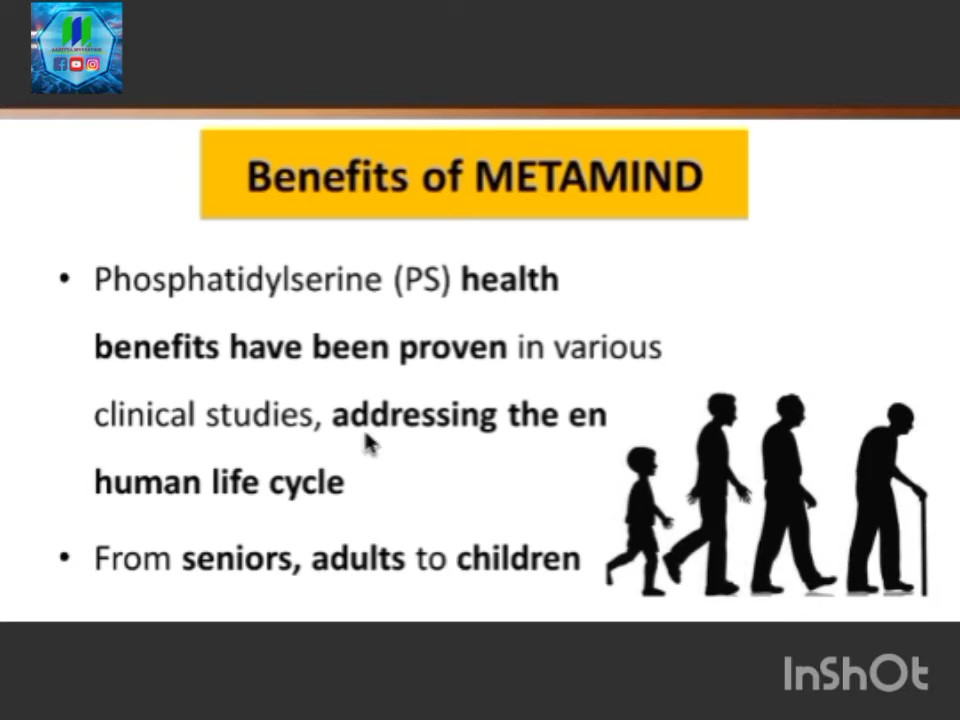 Benefits of METAMIND
• Phosphatidylserine (PS) health
benefits have been proven in various
clinical studies, addressing the en
human life cycle
• From seniors, adults to children
InShOt